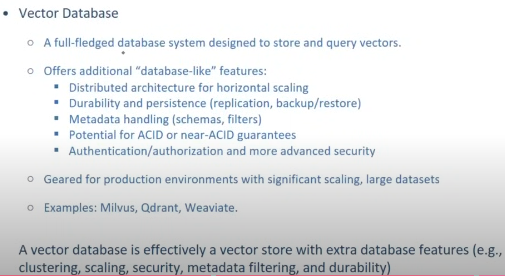 • Vector Database
○ A full-fledged database system designed to store and query vectors.
○ Offers additional “database-like” features:
▪ Distributed architecture for horizontal scaling
▪ Durability and persistence (replication, backup/restore)
▪ Metadata handling (schemas, filters)
▪ Potential for ACID or near-ACID guarantees
▪ Authentication/authorization and more advanced security
○ Geared for production environments with significant scaling, large datasets
○ Examples: Milvus, Qdrant, Weaviate.
A vector database is effectively a vector store with extra database features (e.g.,
clustering, scaling, security, metadata filtering, and durability)